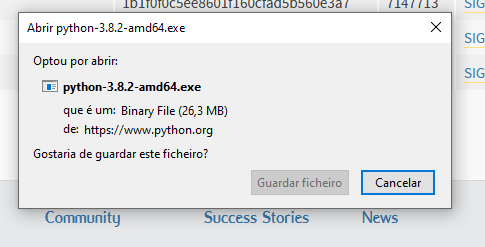 1b1f0f0c5ee8601f160cfad5b560e3a7 7147713 SIG
Abrir python-3.8.2-amd64.exe
SIG
Optou por abrir:
SIG
python-3.8.2-amd64.exe
que é um: Binary File (26,3 MB)
de: https://www.python.org
Gostaria de guardar este ficheiro?
Guardar ficheiro Cancelar
Community Success Stories News